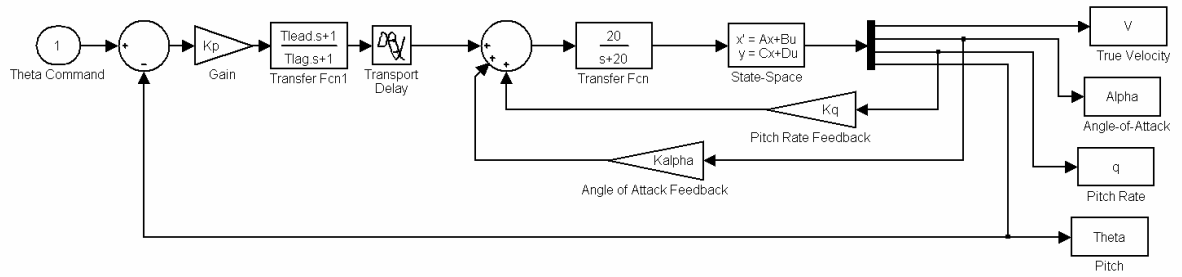 1
Theta Command
+
-
Kp
Gain
Tlead.s+1
Tlag.s+1
Transfer Fcn1
Transport
Delay
+
+
+
20
s+20
Transfer Fcn
x' = Ax+Bu
y = Cx+Du
State-Space
V
True Velocity
Alpha
Angle-of-Attack
Kq
Pitch Rate Feedback
Kalpha
Angle of Attack Feedback
q
Pitch Rate
Theta
Pitch